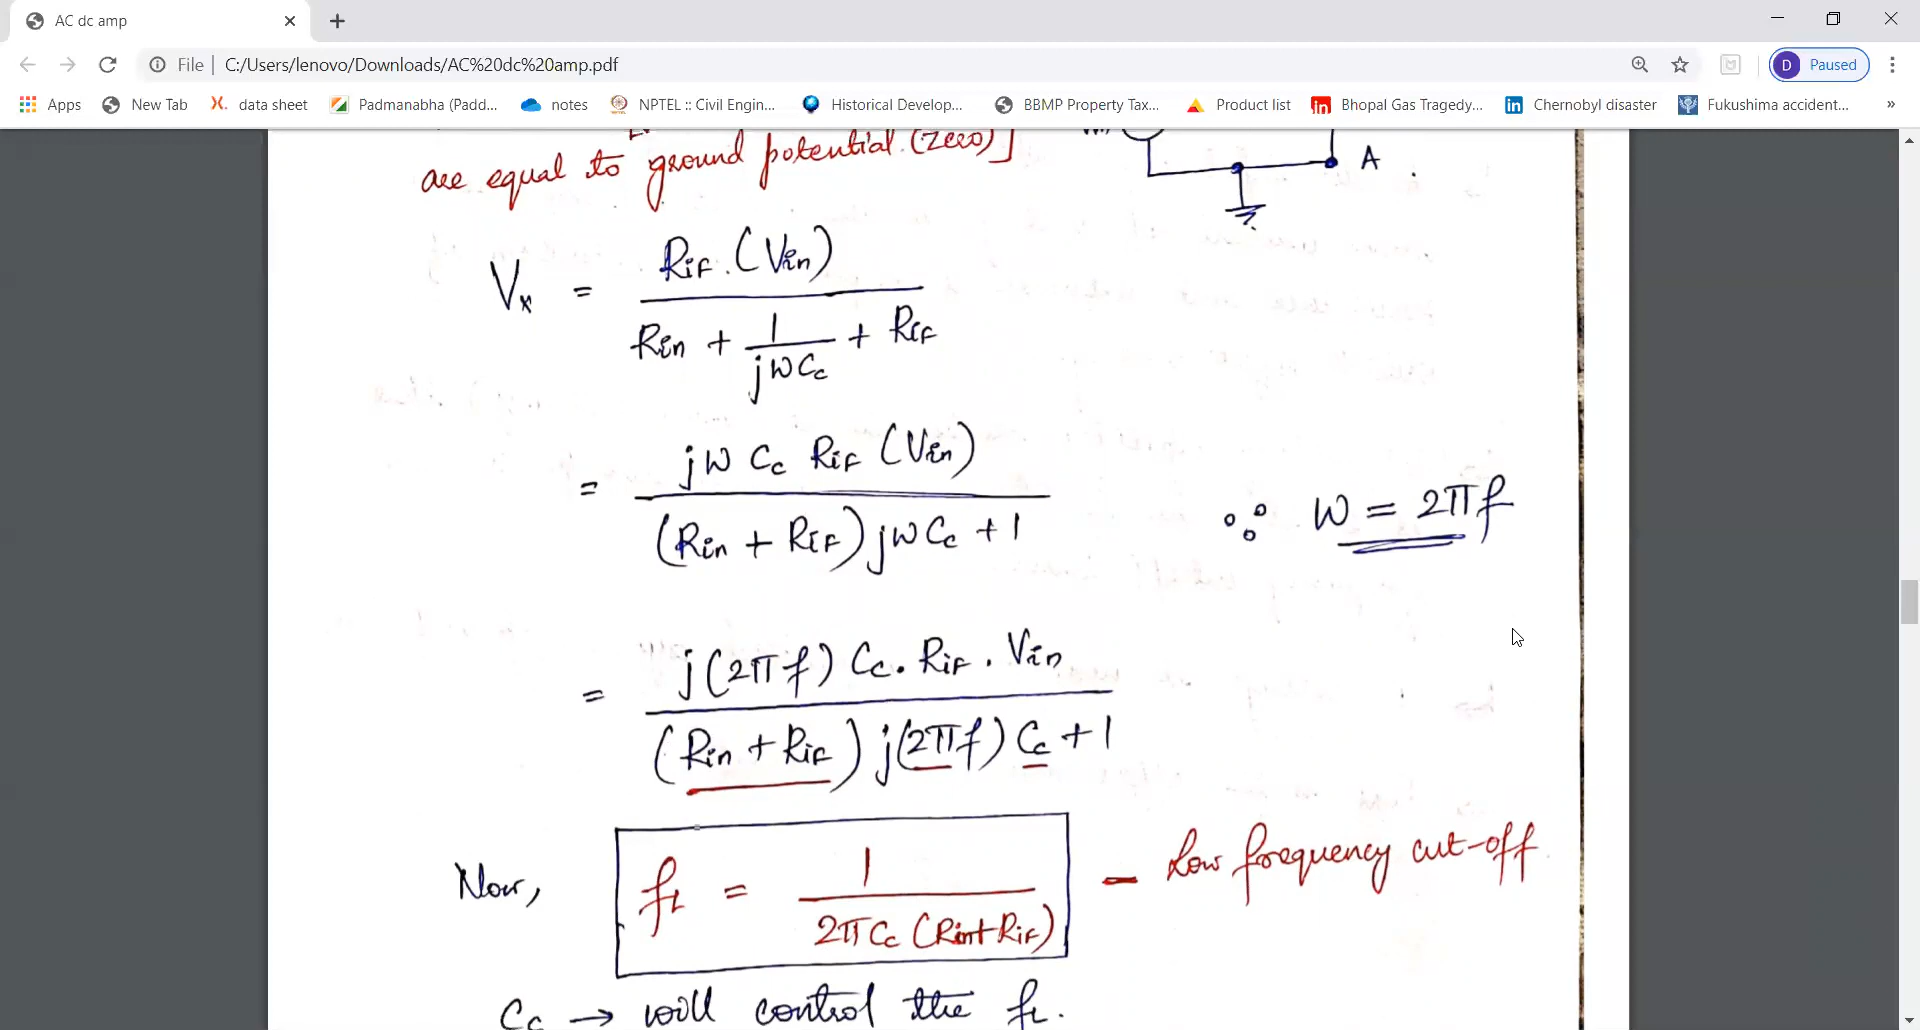 AC dc amp
File | C:/Users/lenovo/Downloads/AC%20dc%20amp.pdf
D Paused
Apps New Tab X. data sheet Padmanabha (Padd... notes NPTEL :: Civil Engin... Historical Develop... BBMP Property Tax... Product list Bhopal Gas Tragedy... Chernobyl disaster Fukushima accident... »
are equal to ground potential. (zero)]
A
Vx = RiF . (Vin) / (Rin + 1/(jωCc) + RiF)
= jω Cc RiF (Vin) / ((Rin + RiF) jωCc + 1)
∵ ω = 2πf
= j(2πf) Cc . RiF . Vin / ((Rin + RiF) j(2πf) Cc + 1)
Now, fL = 1 / (2πCc (Rin+RiF)) - Low frequency cut-off
Cc → will control the fL.